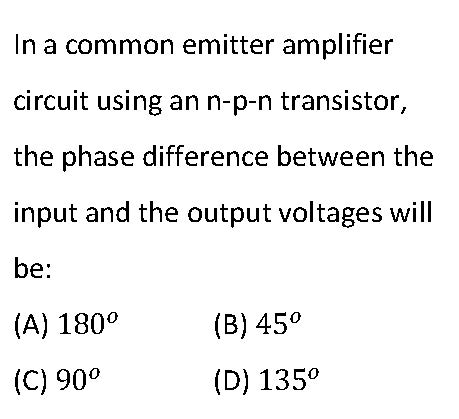 In a common emitter amplifier
circuit using an n-p-n transistor,
the phase difference between the
input and the output voltages will
be:
(A) 180° (B) 45°
(C) 90° (D) 135°